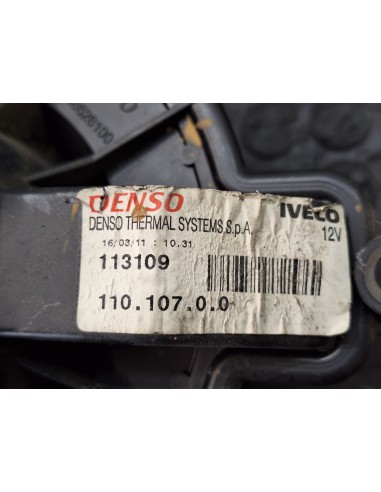 DENSO IVECO
DENSO THERMAL SYSTEMS S.p.A. 12V
16/03/11 : 10.31
113109
110.107.0.0